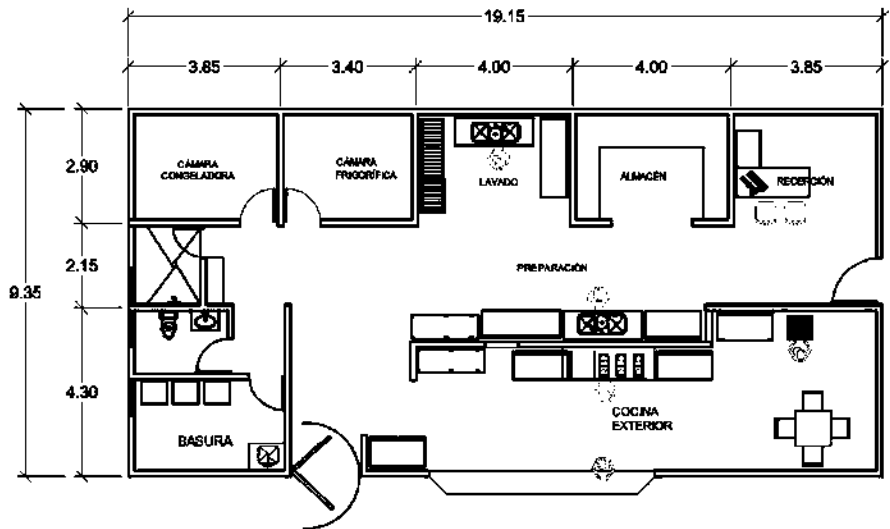 19.15
3.85 3.40 4.00 4.00 3.85
2.90
2.15
9.35
4.30
CÁMARA
CONGELADORA
CÁMARA
FRIGORÍFICA
LAVADO
ALMACÉN
RECEPCIÓN
PREPARACIÓN
COCINA
EXTERIOR
BASURA